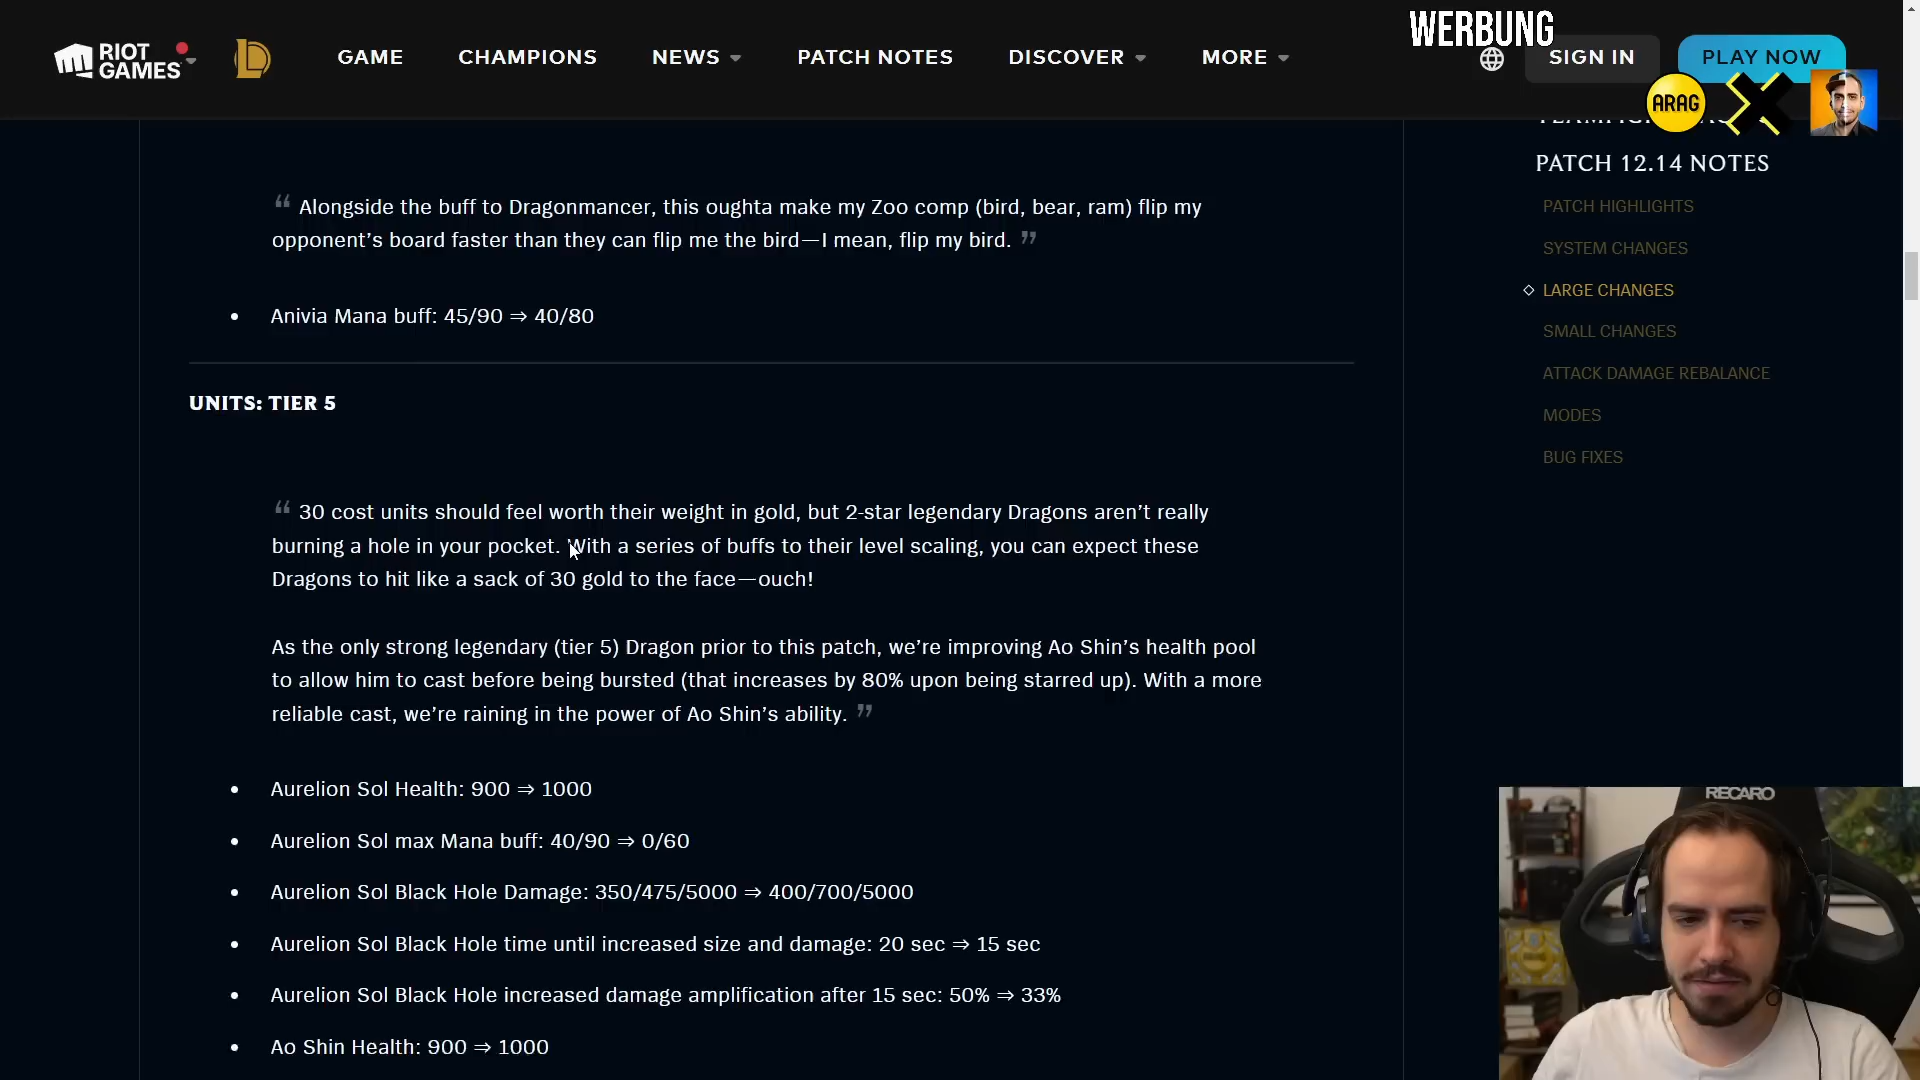 WERBUNG
RIOT
GAMES
GAME
CHAMPIONS
NEWS
PATCH NOTES
DISCOVER
MORE
SIGN IN
PLAY NOW
ARAG
PATCH 12.14 NOTES
PATCH HIGHLIGHTS
SYSTEM CHANGES
LARGE CHANGES
SMALL CHANGES
ATTACK DAMAGE REBALANCE
MODES
BUG FIXES
“ Alongside the buff to Dragonmancer, this oughta make my Zoo comp (bird, bear, ram) flip my
opponent’s board faster than they can flip me the bird—I mean, flip my bird. ”
• Anivia Mana buff: 45/90 ⇒ 40/80
UNITS: TIER 5
“ 30 cost units should feel worth their weight in gold, but 2-star legendary Dragons aren’t really
burning a hole in your pocket. With a series of buffs to their level scaling, you can expect these
Dragons to hit like a sack of 30 gold to the face—ouch!
As the only strong legendary (tier 5) Dragon prior to this patch, we’re improving Ao Shin’s health pool
to allow him to cast before being bursted (that increases by 80% upon being starred up). With a more
reliable cast, we’re raining in the power of Ao Shin’s ability. ”
• Aurelion Sol Health: 900 ⇒ 1000
• Aurelion Sol max Mana buff: 40/90 ⇒ 0/60
• Aurelion Sol Black Hole Damage: 350/475/5000 ⇒ 400/700/5000
• Aurelion Sol Black Hole time until increased size and damage: 20 sec ⇒ 15 sec
• Aurelion Sol Black Hole increased damage amplification after 15 sec: 50% ⇒ 33%
• Ao Shin Health: 900 ⇒ 1000
RECARO